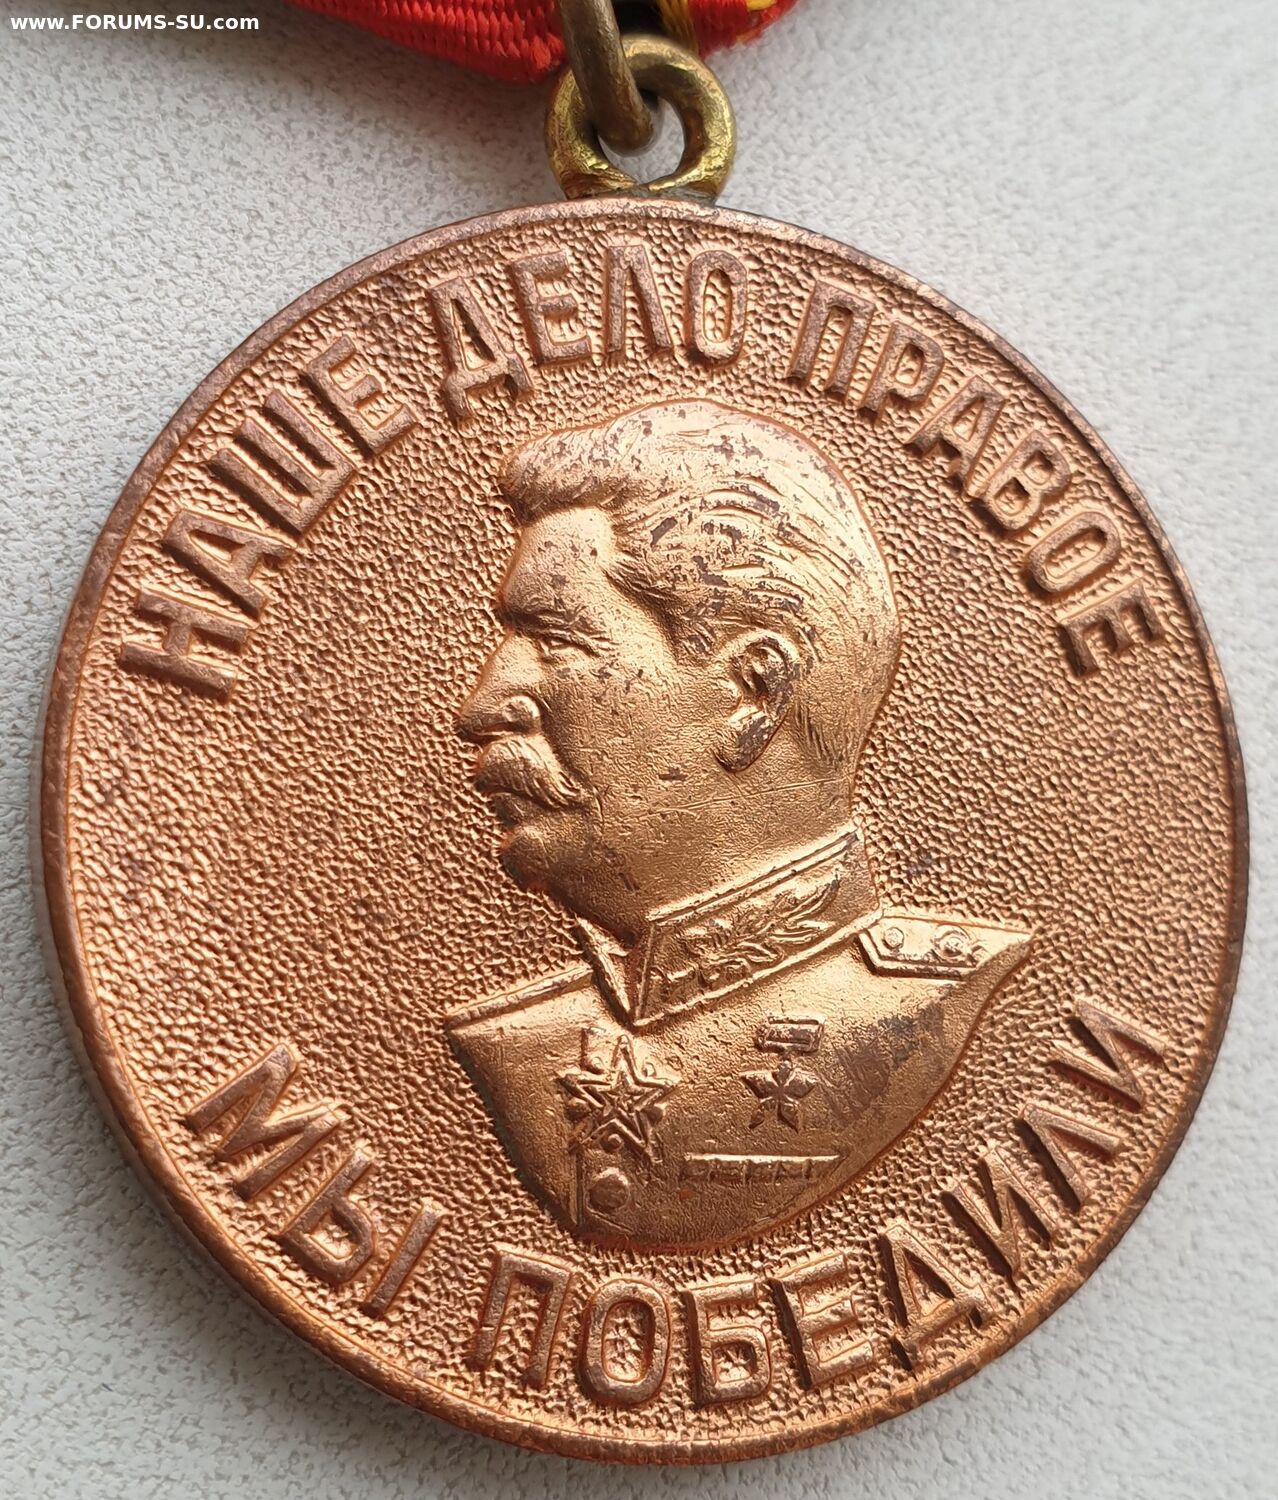 www.FORUMS-SU.com
НАШЕ ДЕЛО ПРАВОЕ
МЫ ПОБЕДИЛИ